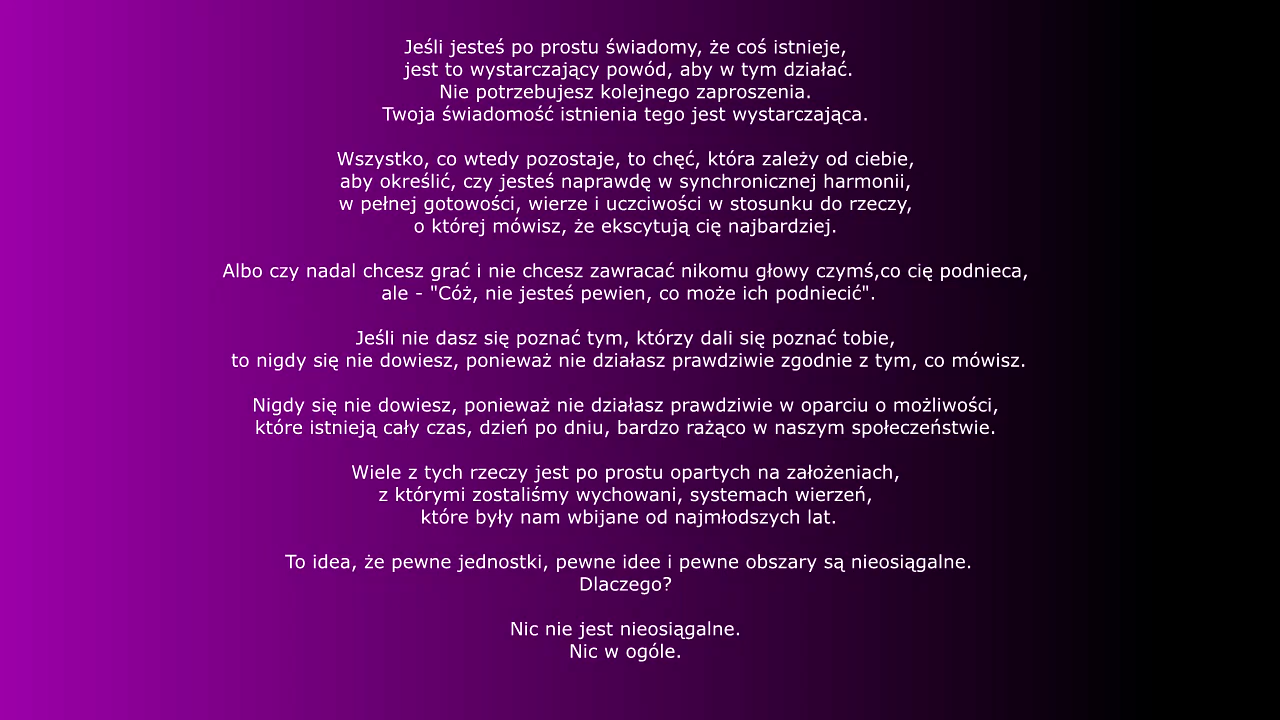 Jeśli jesteś po prostu świadomy, że coś istnieje,
jest to wystarczający powód, aby w tym działać.
Nie potrzebujesz kolejnego zaproszenia.
Twoja świadomość istnienia tego jest wystarczająca.
Wszystko, co wtedy pozostaje, to chęć, która zależy od ciebie,
aby określić, czy jesteś naprawdę w synchronicznej harmonii,
w pełnej gotowości, wierze i uczciwości w stosunku do rzeczy,
o której mówisz, że ekscytują cię najbardziej.
Albo czy nadal chcesz grać i nie chcesz zawracać nikomu głowy czymś,co cię podnieca,
ale - "Cóż, nie jesteś pewien, co może ich podniecić".
Jeśli nie dasz się poznać tym, którzy dali się poznać tobie,
to nigdy się nie dowiesz, ponieważ nie działasz prawdziwie zgodnie z tym, co mówisz.
Nigdy się nie dowiesz, ponieważ nie działasz prawdziwie w oparciu o możliwości,
które istnieją cały czas, dzień po dniu, bardzo rażąco w naszym społeczeństwie.
Wiele z tych rzeczy jest po prostu opartych na założeniach,
z którymi zostaliśmy wychowani, systemach wierzeń,
które były nam wbijane od najmłodszych lat.
To idea, że pewne jednostki, pewne idee i pewne obszary są nieosiągalne.
Dlaczego?
Nic nie jest nieosiągalne.
Nic w ogóle.